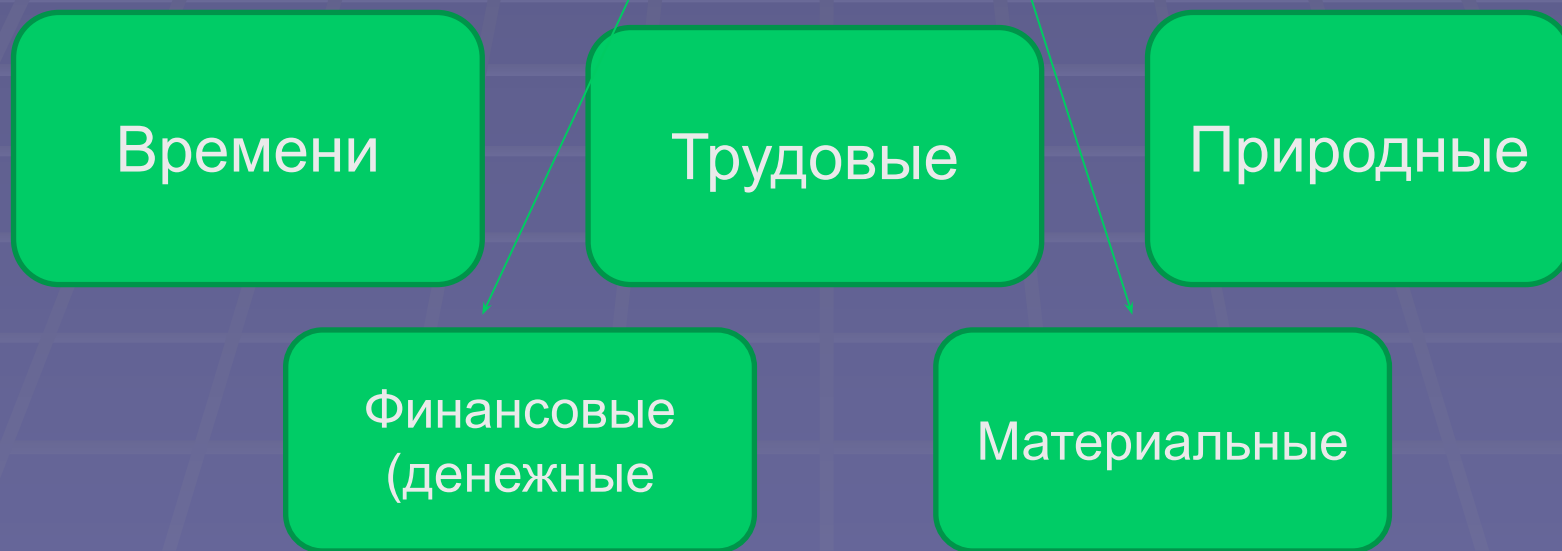 Времени
Трудовые
Природные
Финансовые
(денежные
Материальные